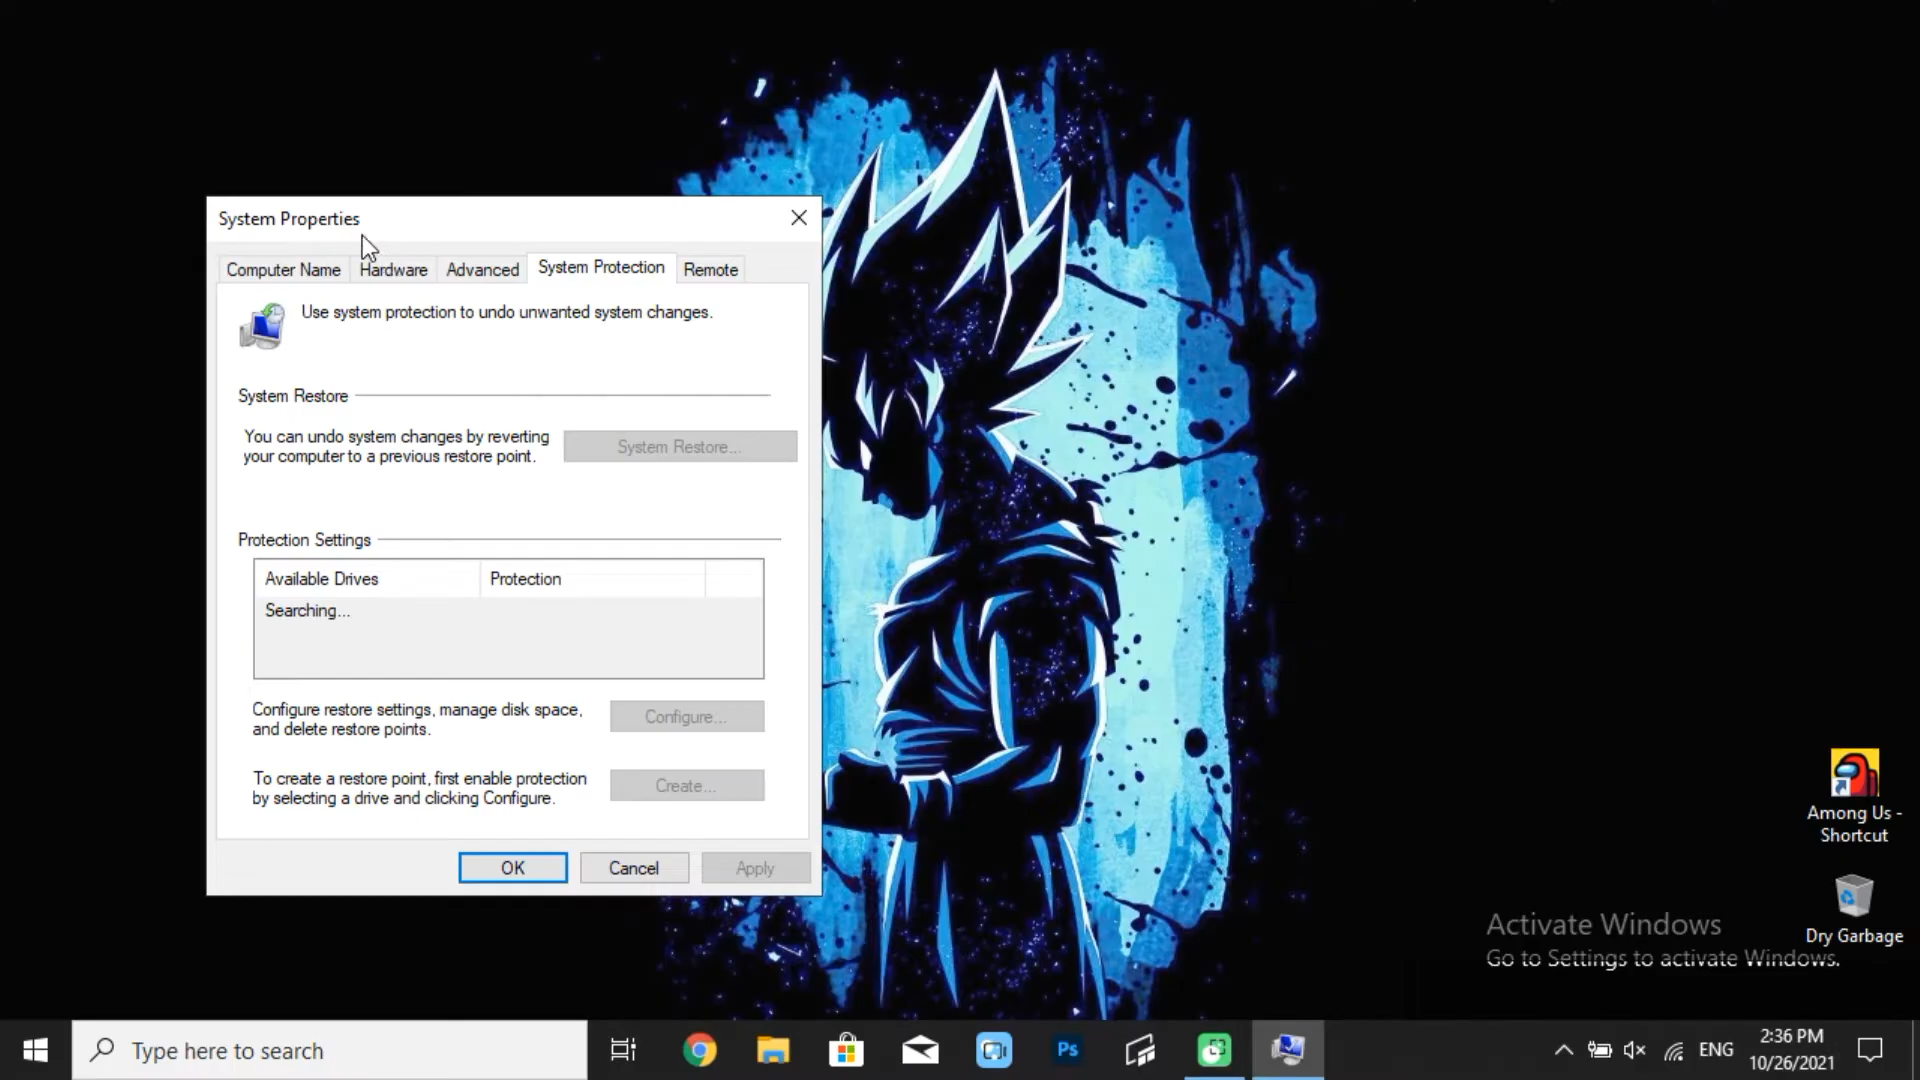 System Properties
Computer Name Hardware Advanced System Protection Remote
Use system protection to undo unwanted system changes.
System Restore
You can undo system changes by reverting
your computer to a previous restore point.
System Restore...
Protection Settings
Available Drives Protection
Searching...
Configure restore settings, manage disk space,
and delete restore points.
Configure...
To create a restore point, first enable protection
by selecting a drive and clicking Configure.
Create...
OK Cancel Apply
Among Us -
Shortcut
Dry Garbage
Activate Windows
Go to Settings to activate Windows.
Type here to search
Ps
ENG
2:36 PM
10/26/2021